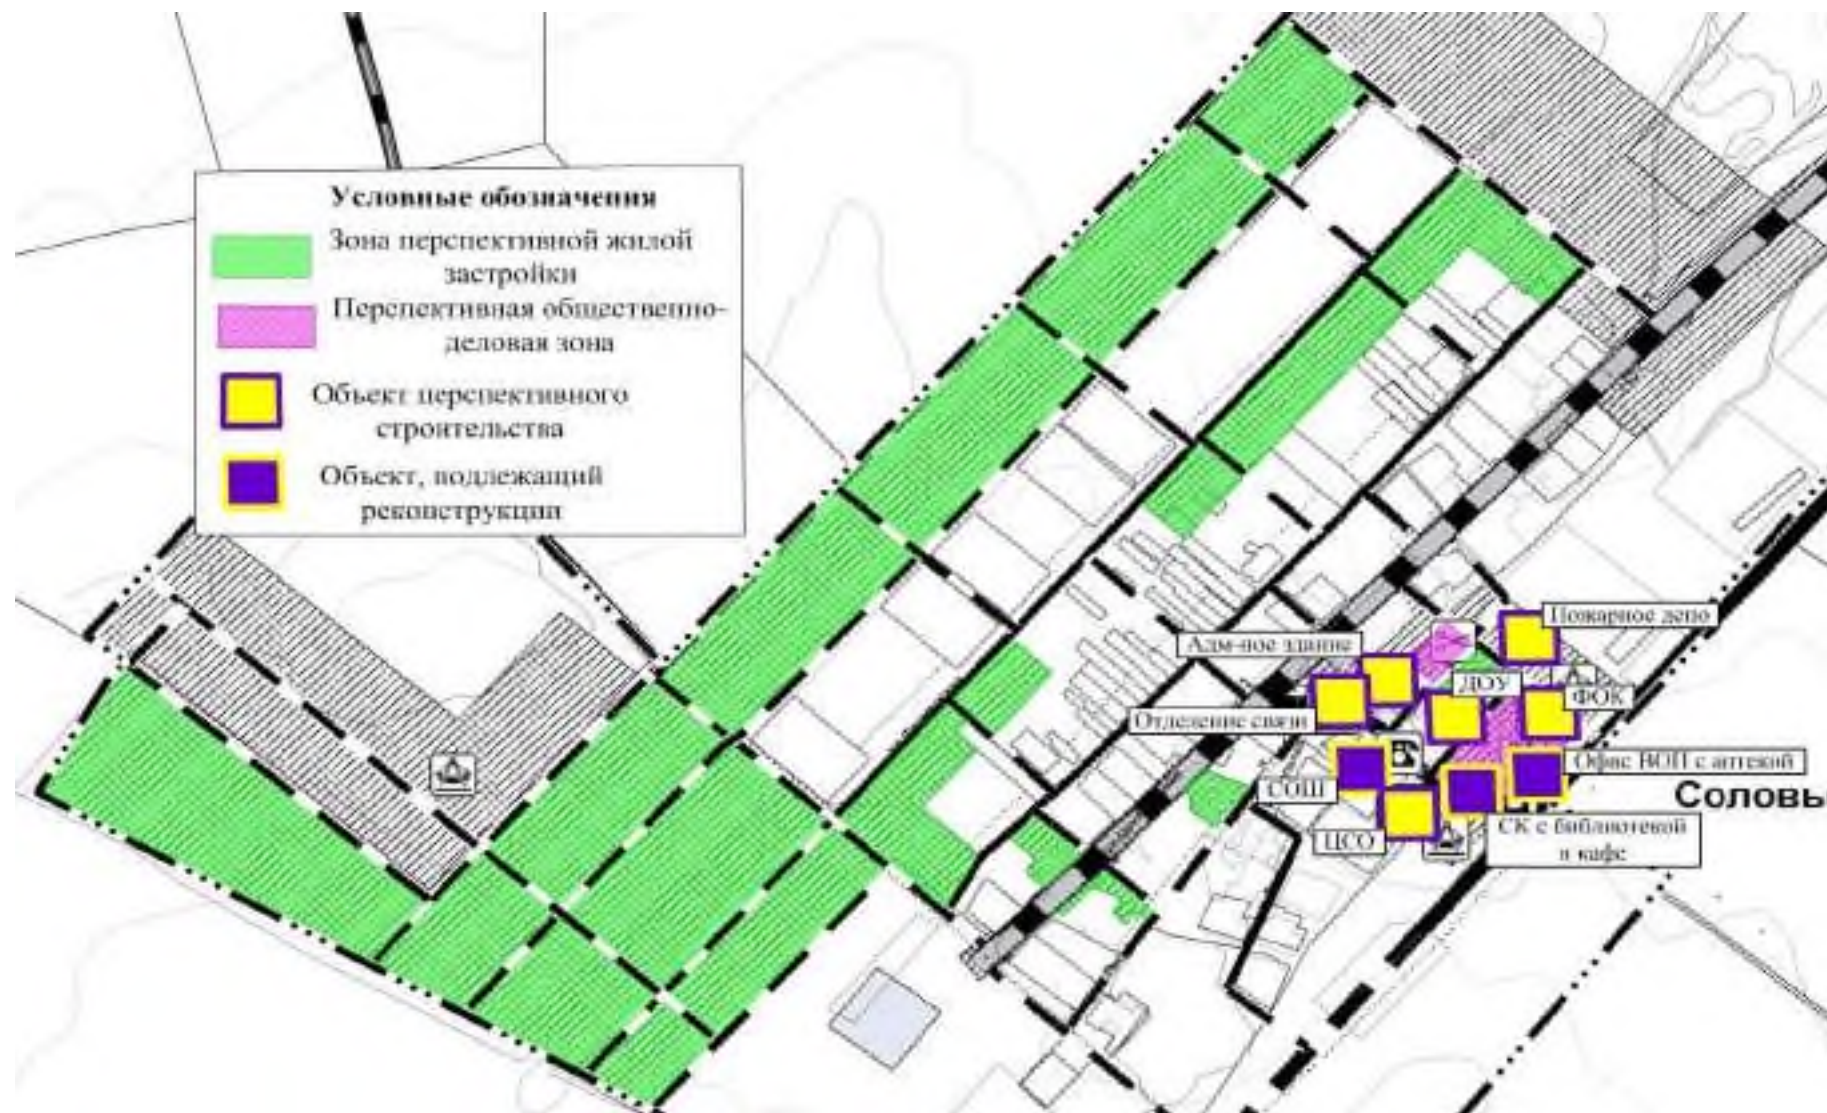 Условные обозначения
Зона перспективной жилой
застройки
Перспективная общественно-
деловая зона
Объект перспективного
строительства
Объект, подлежащий
реконструкции
Пожарное депо
Адм-ное здание
ДОУ
ФОК
Отделение связи
Офис ВОП с аптекой
СОШ
Соловь
СК с библиотекой
и кафе
ЦСО